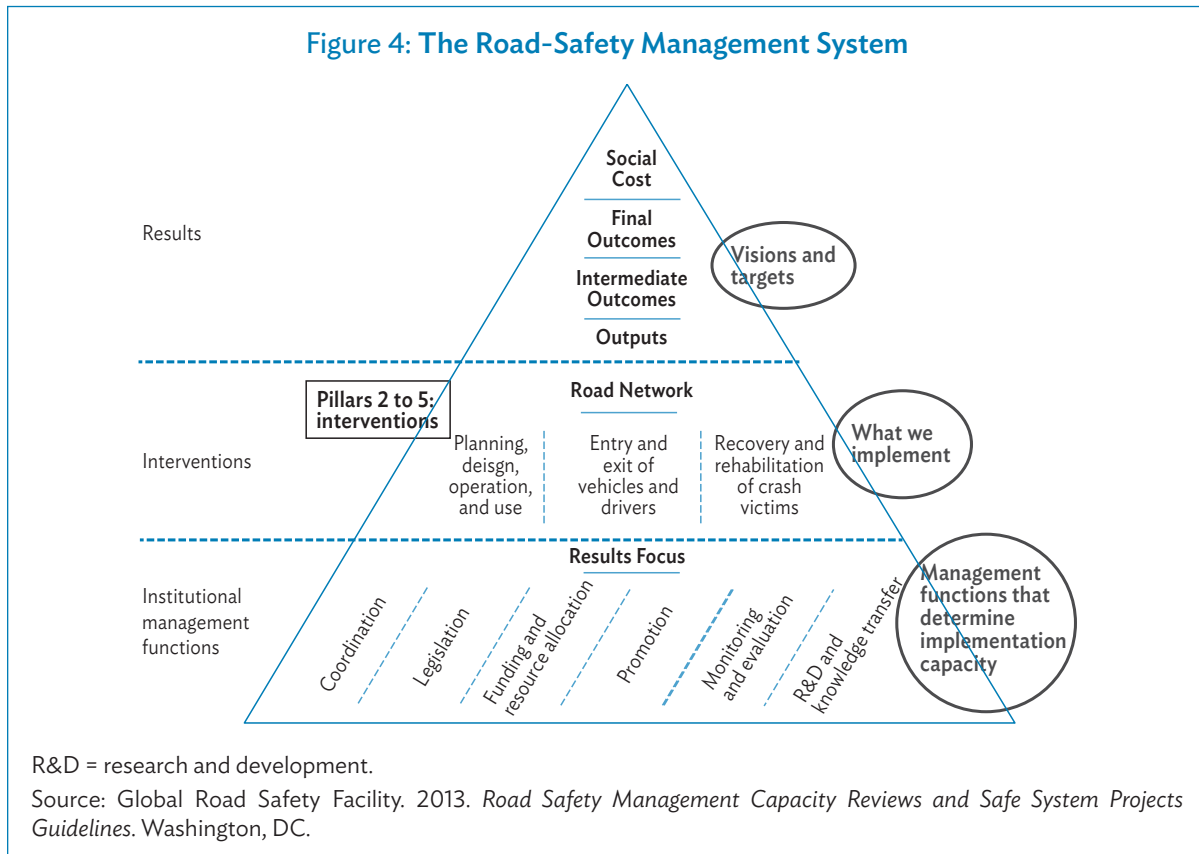 Figure 4: The Road-Safety Management System
Social
Cost
Final
Outcomes
Intermediate
Outcomes
Outputs
Results
Visions and
targets
Pillars 2 to 5:
interventions
Road Network
Interventions
Planning,
deisgn,
operation,
and use
Entry and
exit of
vehicles and
drivers
Recovery and
rehabilitation
of crash
victims
What we
implement
Results Focus
Institutional
management
functions
Coordination
Legislation
Funding and
resource allocation
Promotion
Monitoring
and evaluation
R&D and
knowledge transfer
Management
functions that
determine
implementation
capacity
R&D = research and development.
Source: Global Road Safety Facility. 2013. Road Safety Management Capacity Reviews and Safe System Projects
Guidelines. Washington, DC.